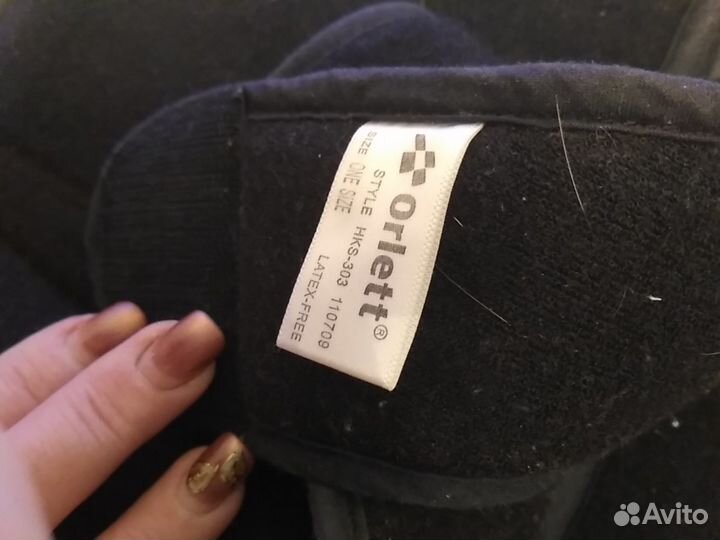 Orlett®
STYLE HKS-303 110709
SIZE ONE SIZE LATEX-FREE
Avito